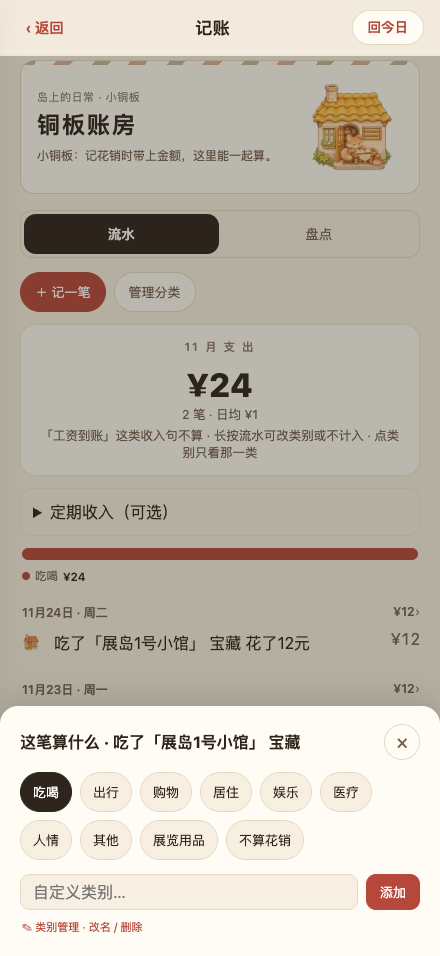 ‹ 返回
记账
回今日
岛上的日常 · 小铜板
铜板账房
小铜板：记花销时带上金额，这里能一起算。
流水
盘点
＋ 记一笔
管理分类
11 月 支 出
¥24
2 笔 · 日均 ¥1
「工资到账」这类收入句不算 · 长按流水可改类别或不计入 · 点类
别只看那一类
▶ 定期收入（可选）
吃喝 ¥24
11月24日 · 周二
¥12›
吃了「展岛1号小馆」 宝藏 花了12元
¥12
11月23日 · 周一
¥12›
这笔算什么 · 吃了「展岛1号小馆」 宝藏
×
吃喝
出行
购物
居住
娱乐
医疗
人情
其他
展览用品
不算花销
自定义类别...
添加
✎ 类别管理 · 改名 / 删除